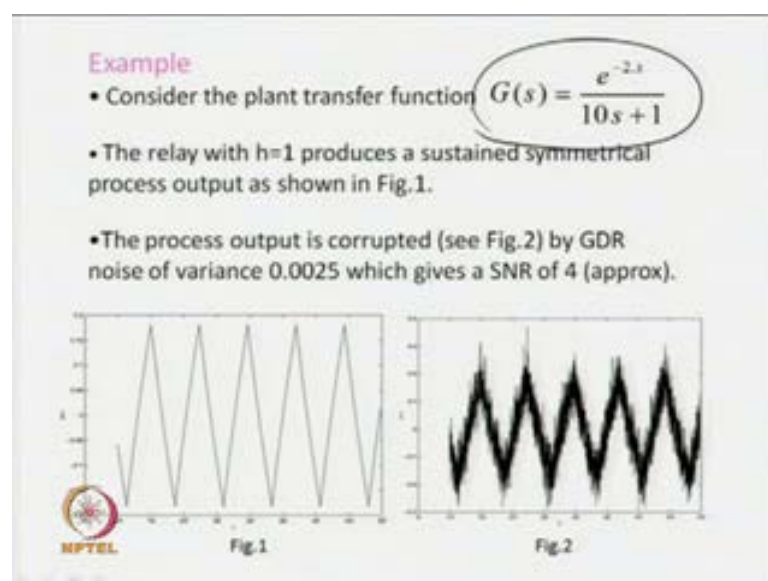 Example
• Consider the plant transfer function G(s) = e^-2s / 10s + 1
• The relay with h=1 produces a sustained symmetrical
process output as shown in Fig.1.
•The process output is corrupted (see Fig.2) by GDR
noise of variance 0.0025 which gives a SNR of 4 (approx).
Fig.1
Fig.2
NPTEL